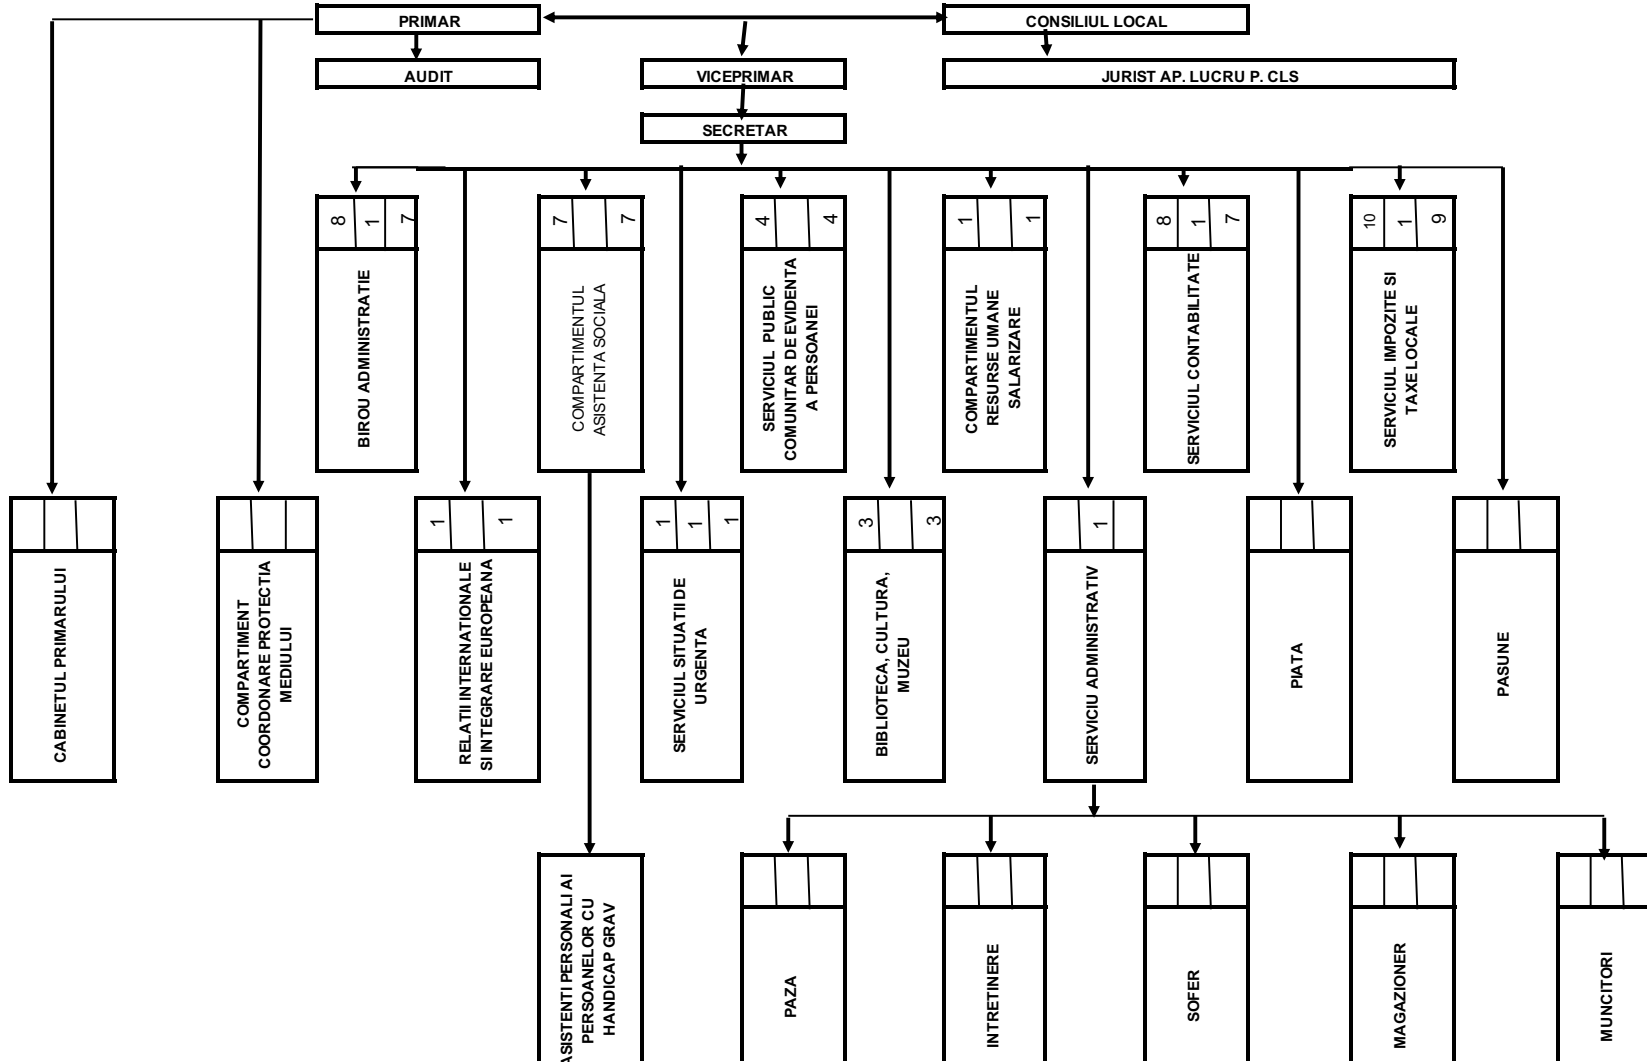 PRIMAR
CONSILIUL LOCAL
AUDIT
VICEPRIMAR
JURIST AP. LUCRU P. CLS
SECRETAR
8 1 7
BIROU ADMINISTRATIE
7 7
COMPARTIMENTUL
ASISTENTA SOCIALA
4 4
SERVICIUL PUBLIC
COMUNITAR DE EVIDENTA
A PERSOANEI
1 1
COMPARTIMENTUL
RESURSE UMANE
SALARIZARE
8 1 7
SERVICIUL CONTABILITATE
10 1 9
SERVICIUL IMPOZITE SI
TAXE LOCALE
CABINETUL PRIMARULUI
COMPARTIMENT
COORDONARE PROTECTIA
MEDIULUI
1 1
RELATII INTERNATIONALE
SI INTEGRARE EUROPEANA
1 1 1
SERVICIUL SITUATII DE
URGENTA
3 3
BIBLIOTECA, CULTURA,
MUZEU
1
SERVICIU ADMINISTRATIV
PIATA
PASUNE
ASISTENTI PERSONALI AI
PERSOANELOR CU
HANDICAP GRAV
PAZA
INTRETINERE
SOFER
MAGAZIONER
MUNCITORI